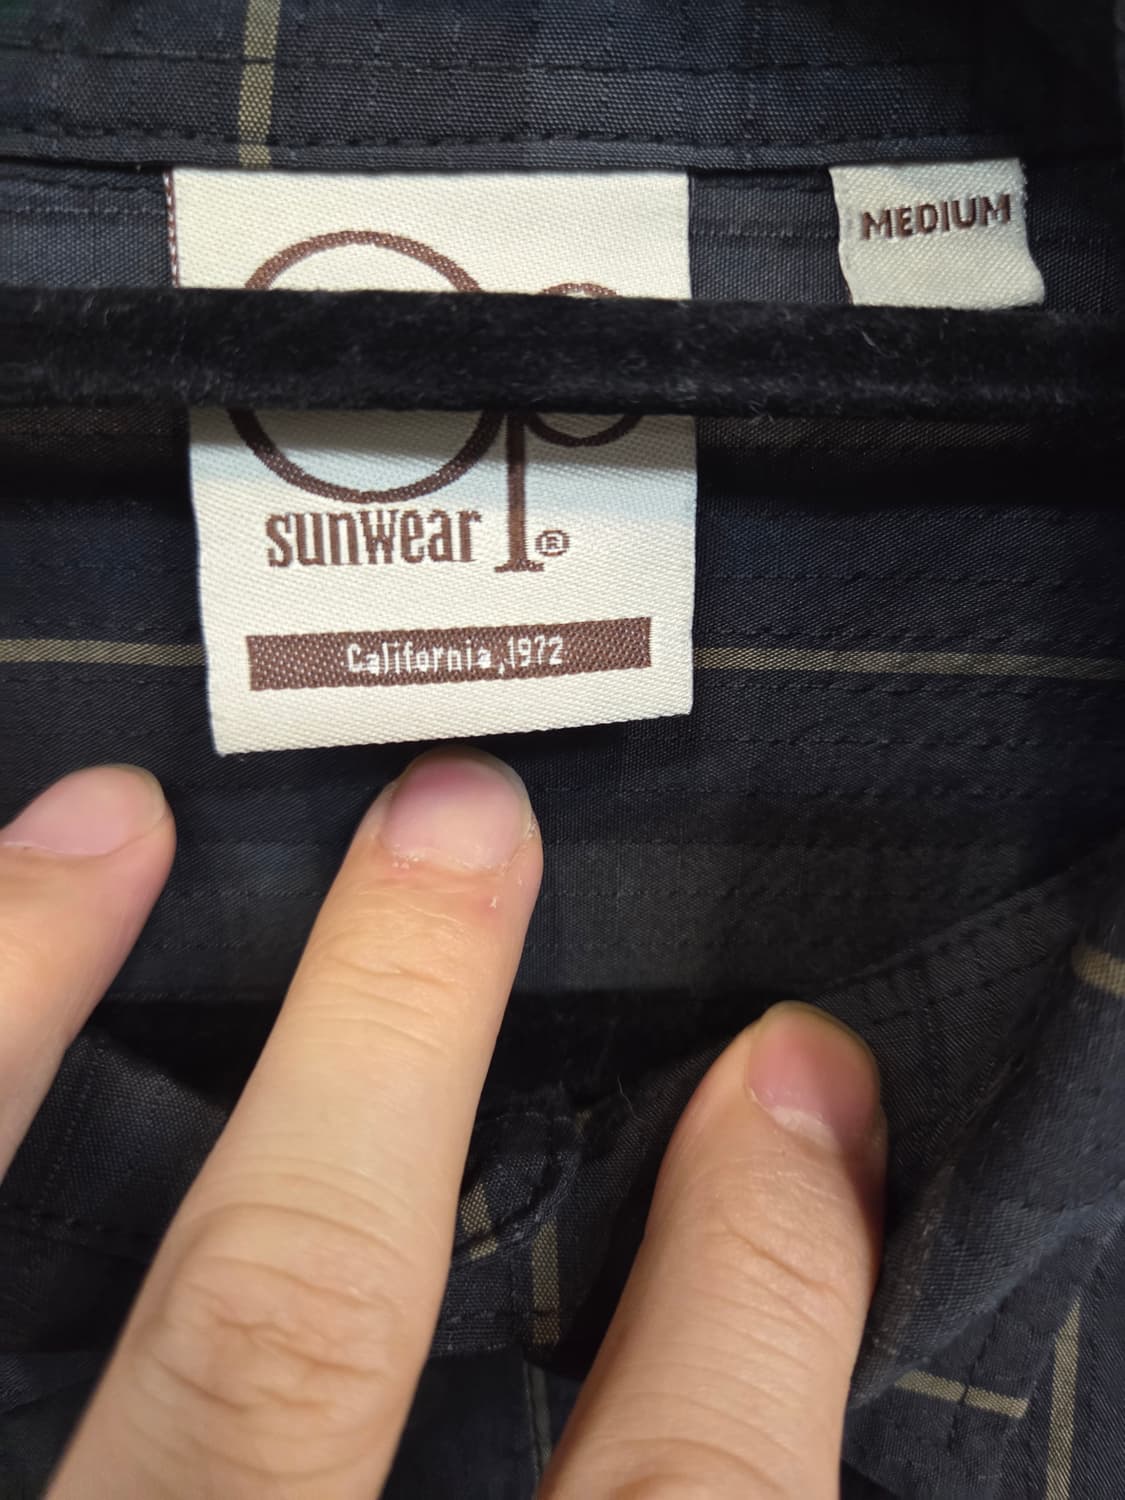 Op
MEDIUM
sunwear ®
California,1972